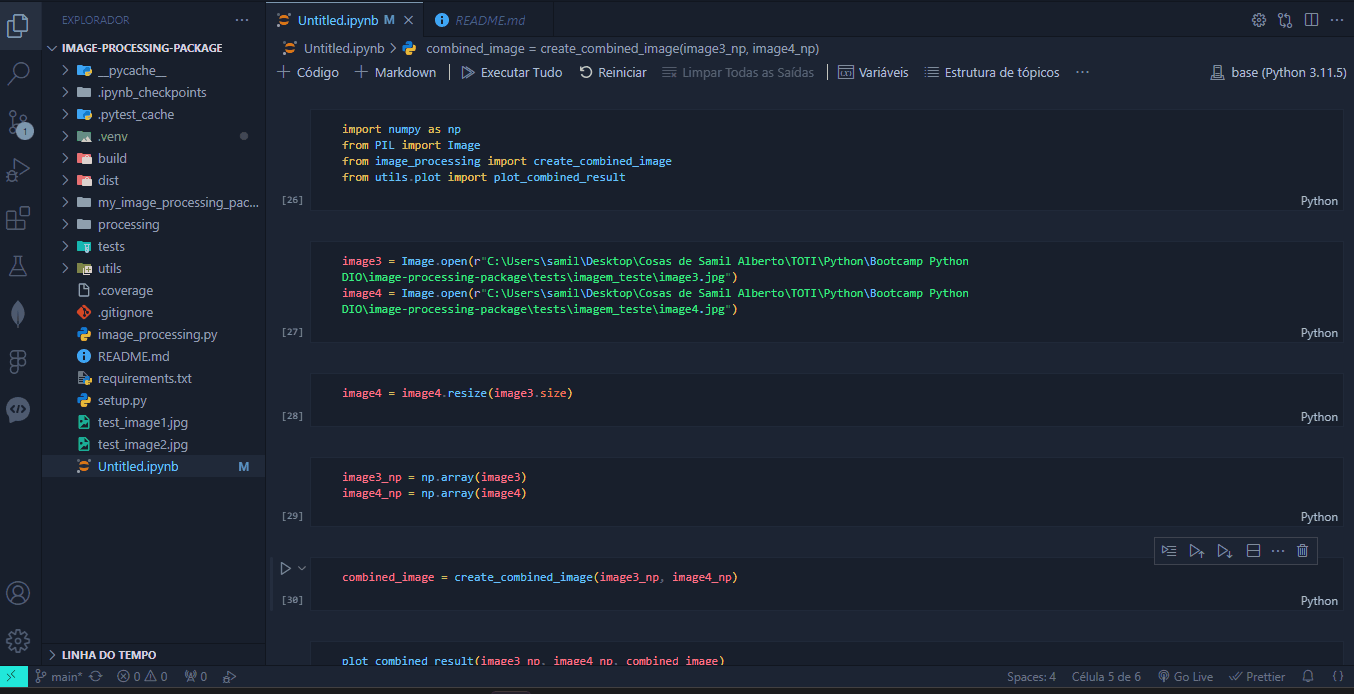 EXPLORADOR
IMAGE-PROCESSING-PACKAGE
__pycache__
.ipynb_checkpoints
.pytest_cache
.venv
build
dist
my_image_processing_pac...
processing
tests
utils
.coverage
.gitignore
image_processing.py
README.md
requirements.txt
setup.py
test_image1.jpg
test_image2.jpg
Untitled.ipynb M
LINHA DO TEMPO
1
Untitled.ipynb M
README.md
Untitled.ipynb > combined_image = create_combined_image(image3_np, image4_np)
Código Markdown Executar Tudo Reiniciar Limpar Todas as Saídas Variáveis Estrutura de tópicos ... base (Python 3.11.5)
import numpy as np
from PIL import Image
from image_processing import create_combined_image
from utils.plot import plot_combined_result
[26] Python
image3 = Image.open(r"C:\Users\samil\Desktop\Cosas de Samil Alberto\TOTI\Python\Bootcamp Python
DIO\image-processing-package\tests\imagem_teste\image3.jpg")
image4 = Image.open(r"C:\Users\samil\Desktop\Cosas de Samil Alberto\TOTI\Python\Bootcamp Python
DIO\image-processing-package\tests\imagem_teste\image4.jpg")
[27] Python
image4 = image4.resize(image3.size)
[28] Python
image3_np = np.array(image3)
image4_np = np.array(image4)
[29] Python
combined_image = create_combined_image(image3_np, image4_np)
[30] Python
plot_combined_result(image3_np, image4_np, combined_image)
main* 0 0 0 Spaces: 4 Célula 5 de 6 Go Live Prettier